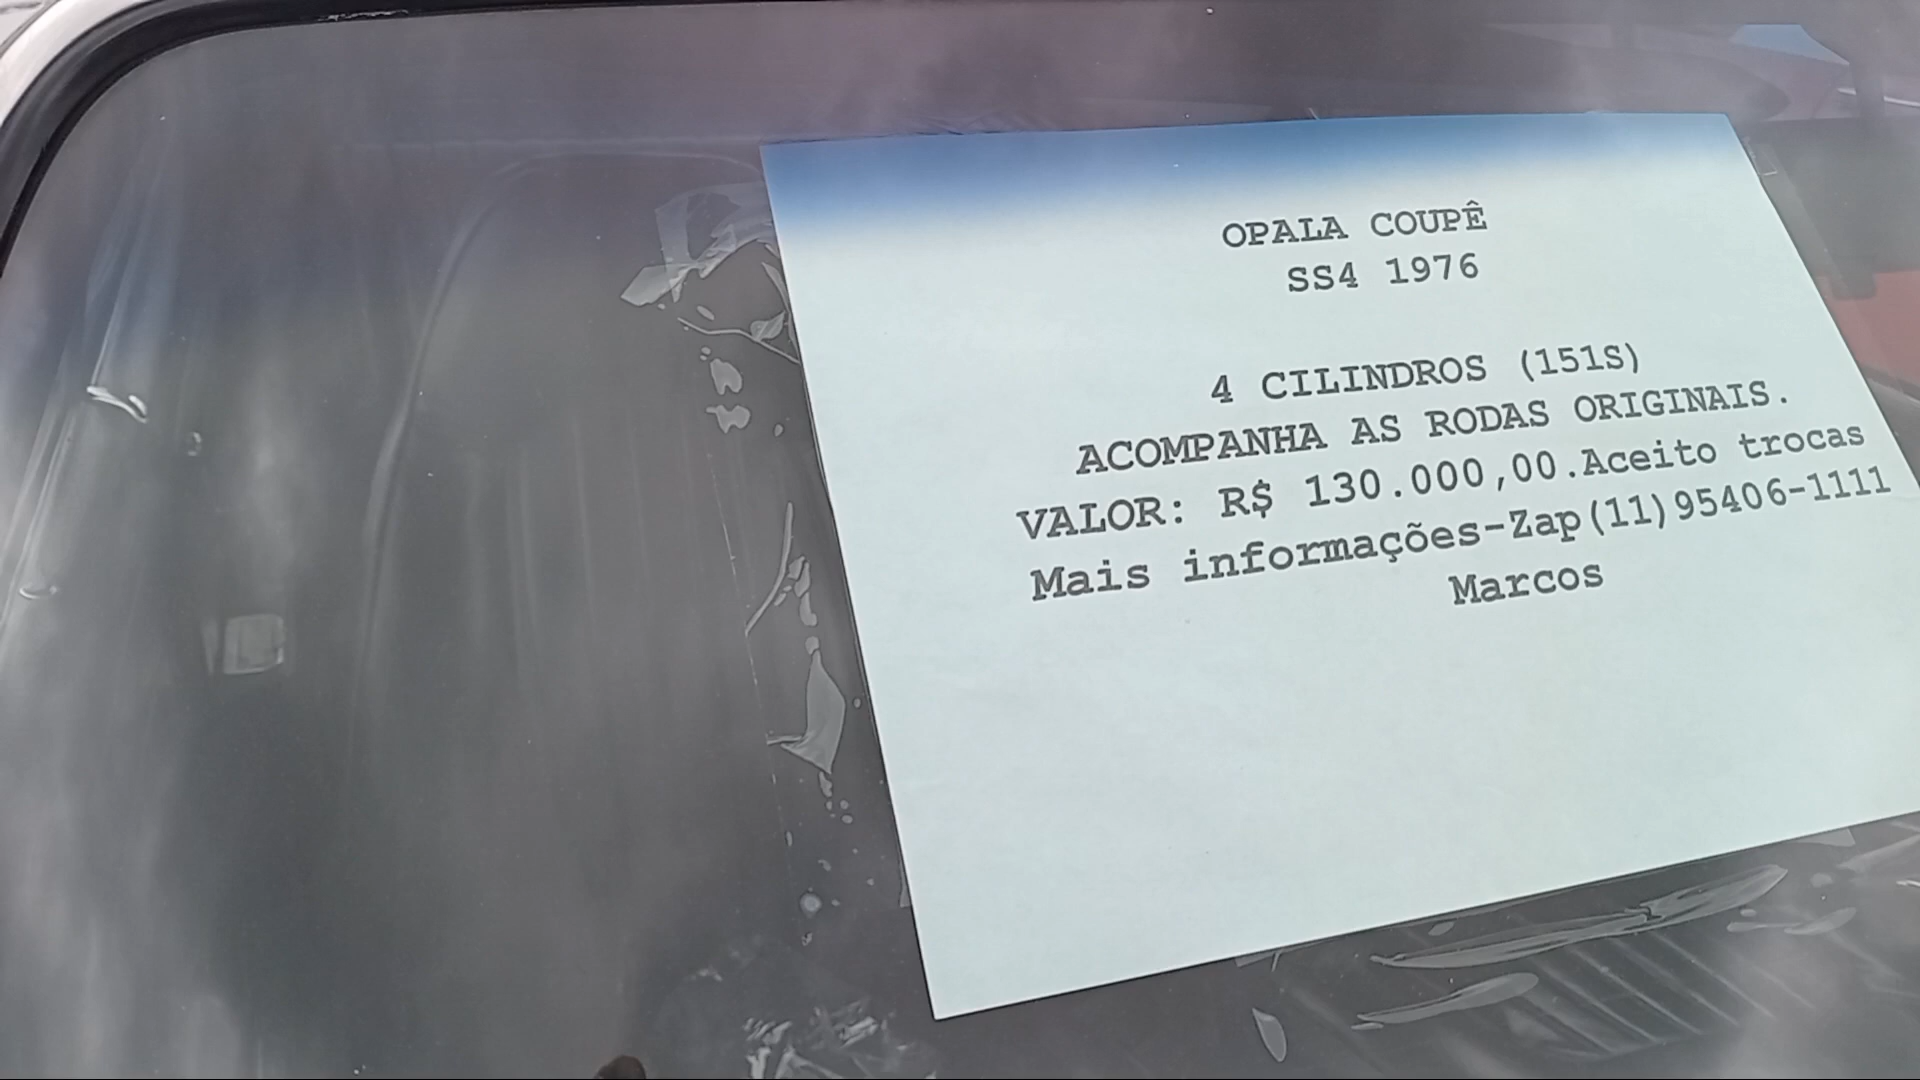 OPALA COUPÊ
SS4 1976
4 CILINDROS (151S)
ACOMPANHA AS RODAS ORIGINAIS.
VALOR: R$ 130.000,00.Aceito trocas
Mais informações-Zap(11)95406-1111
Marcos